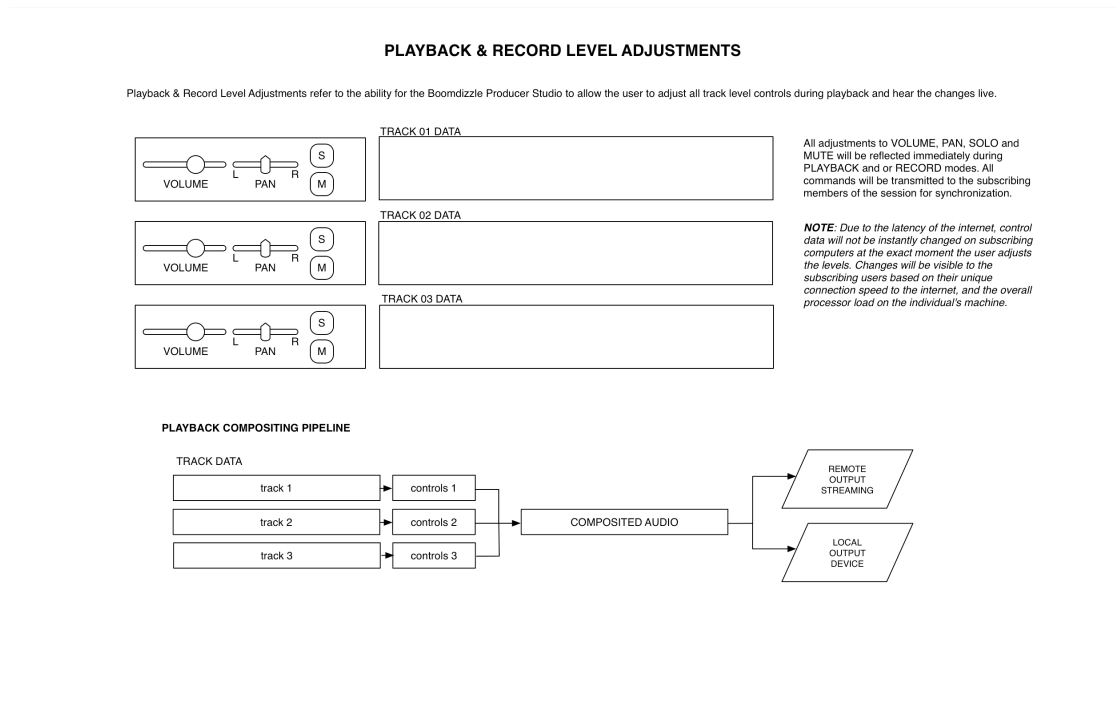 PLAYBACK & RECORD LEVEL ADJUSTMENTS
Playback & Record Level Adjustments refer to the ability for the Boomdizzle Producer Studio to allow the user to adjust all track level controls during playback and hear the changes live.
TRACK 01 DATA
S
L
R
M
VOLUME
PAN
All adjustments to VOLUME, PAN, SOLO and
MUTE will be reflected immediately during
PLAYBACK and or RECORD modes. All
commands will be transmitted to the subscribing
members of the session for synchronization.
TRACK 02 DATA
S
L
R
M
VOLUME
PAN
NOTE: Due to the latency of the internet, control
data will not be instantly changed on subscribing
computers at the exact moment the user adjusts
the levels. Changes will be visible to the
subscribing users based on their unique
connection speed to the internet, and the overall
processor load on the individual's machine.
TRACK 03 DATA
S
L
R
M
VOLUME
PAN
PLAYBACK COMPOSITING PIPELINE
TRACK DATA
track 1
controls 1
track 2
controls 2
track 3
controls 3
COMPOSITED AUDIO
REMOTE
OUTPUT
STREAMING
LOCAL
OUTPUT
DEVICE